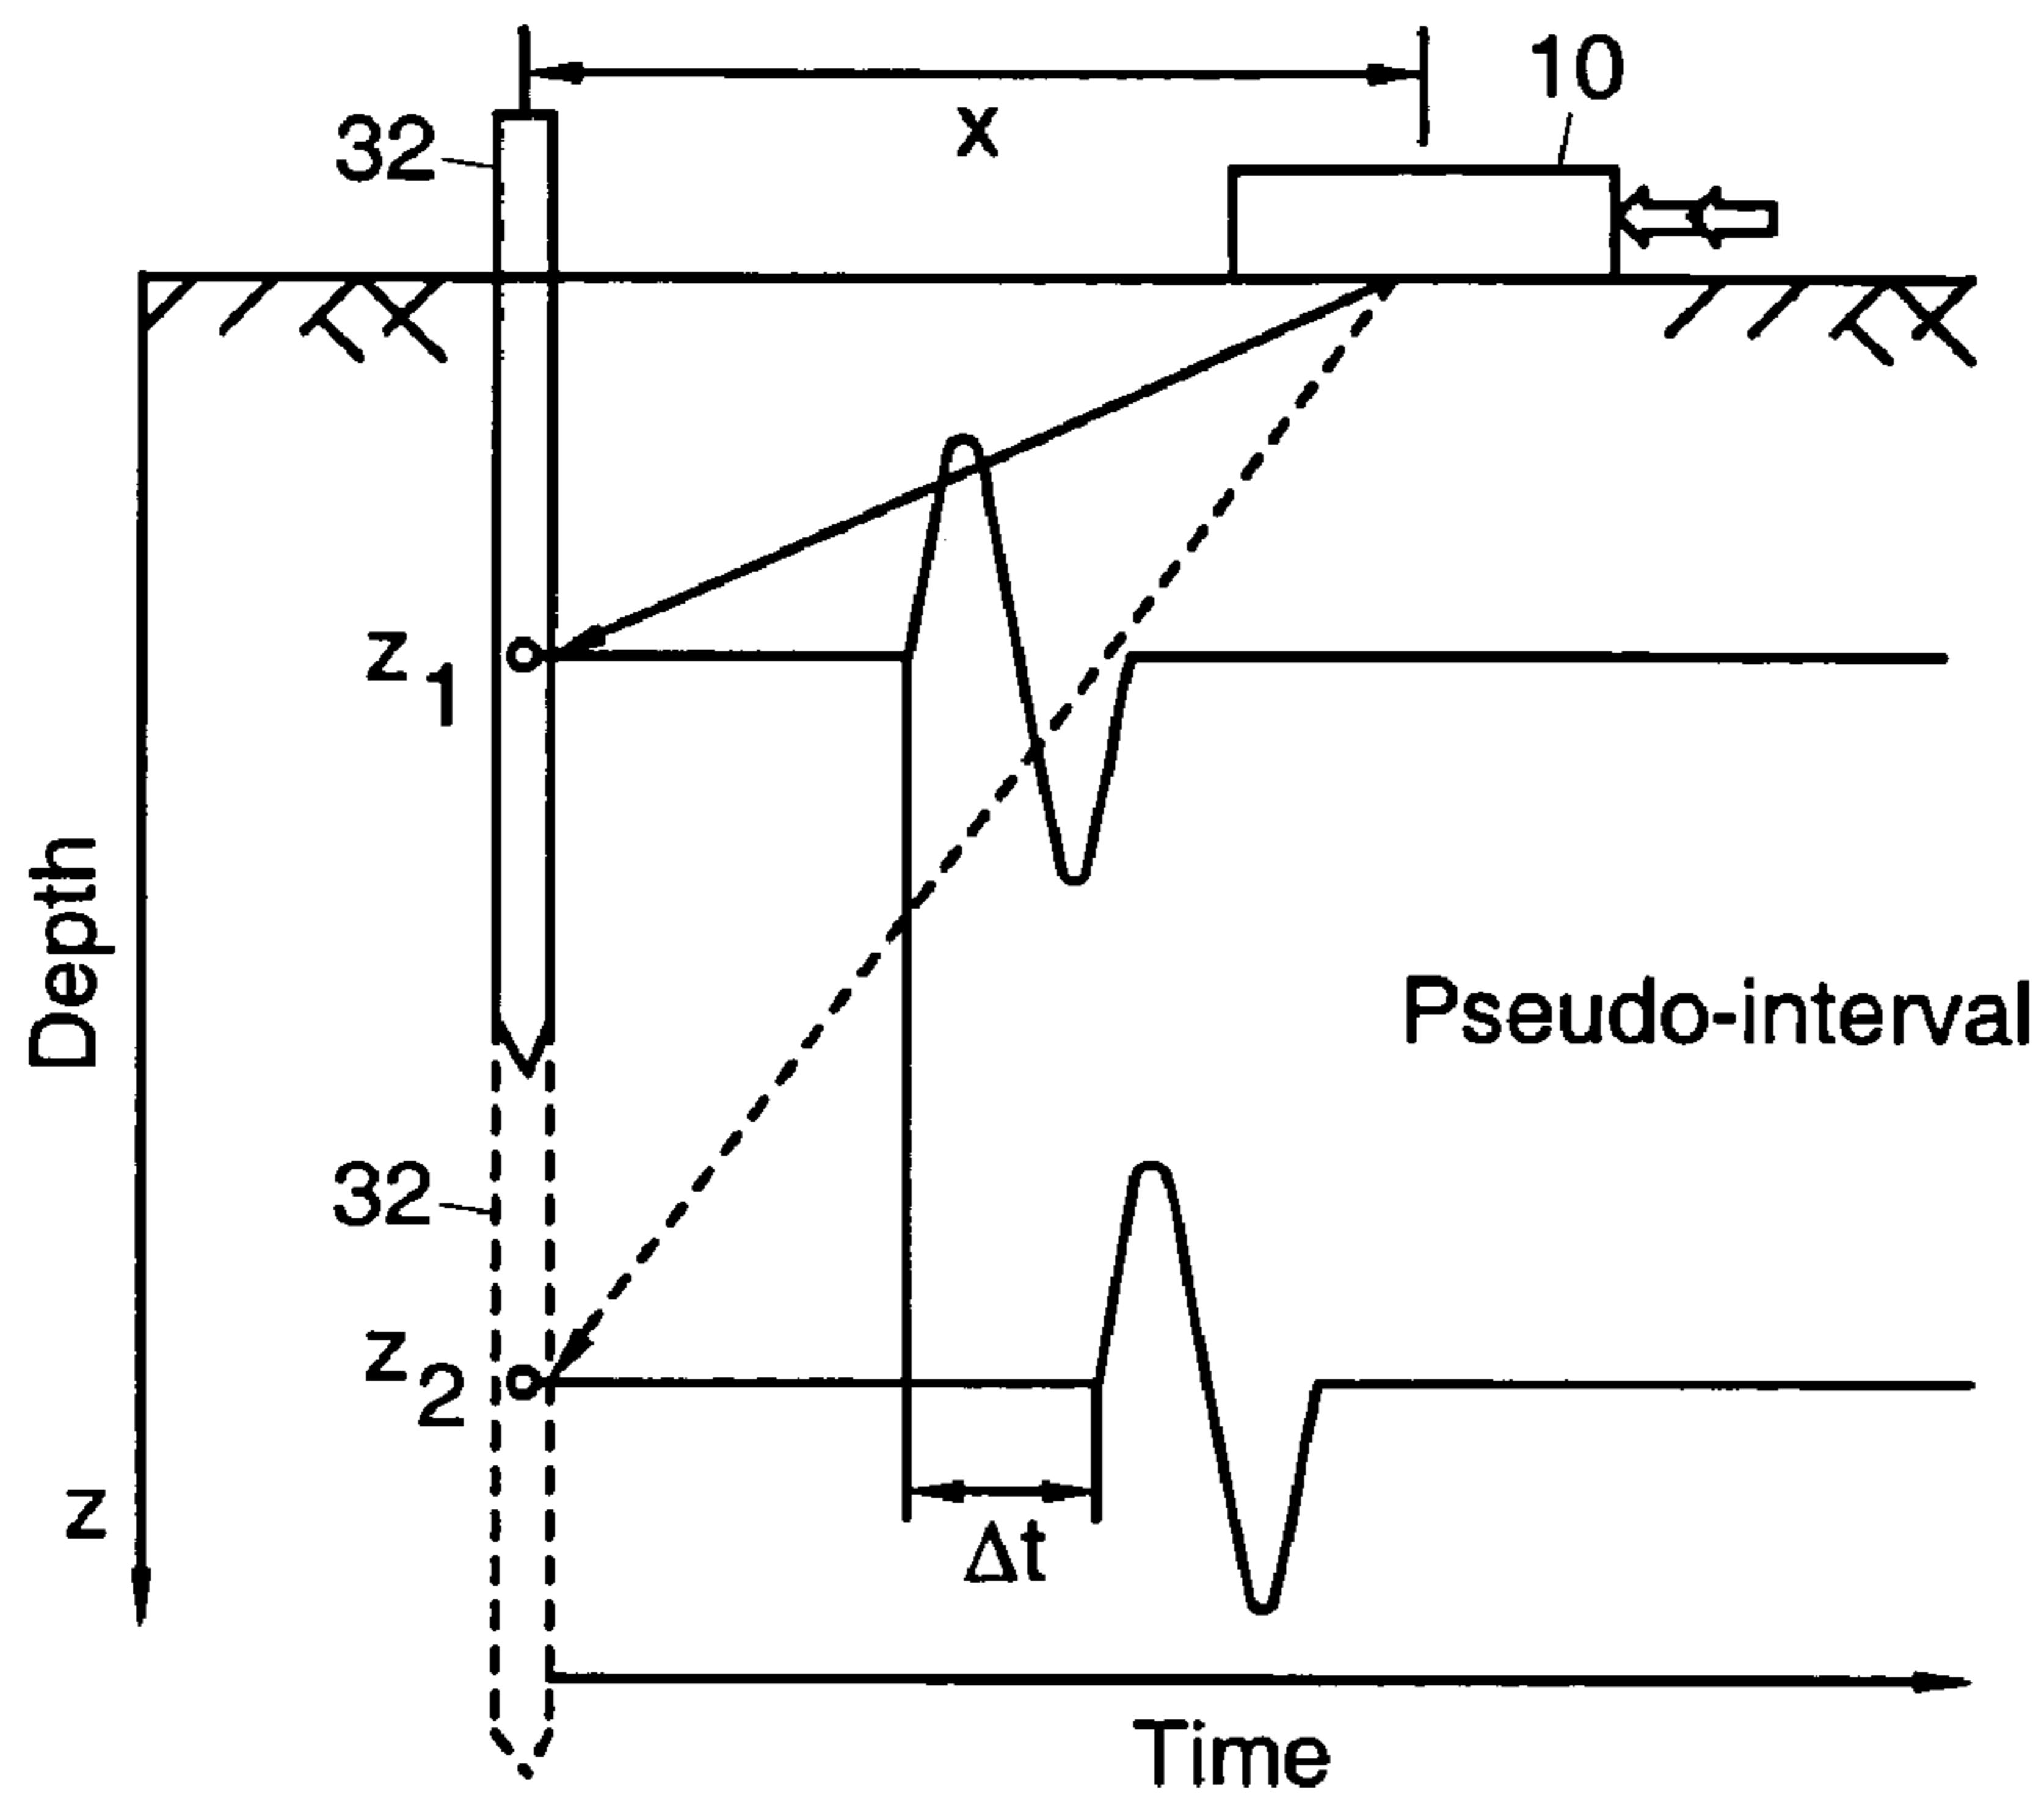 10
x
32
z1
Depth
Pseudo-interval
32
z2
z
Δt
Time